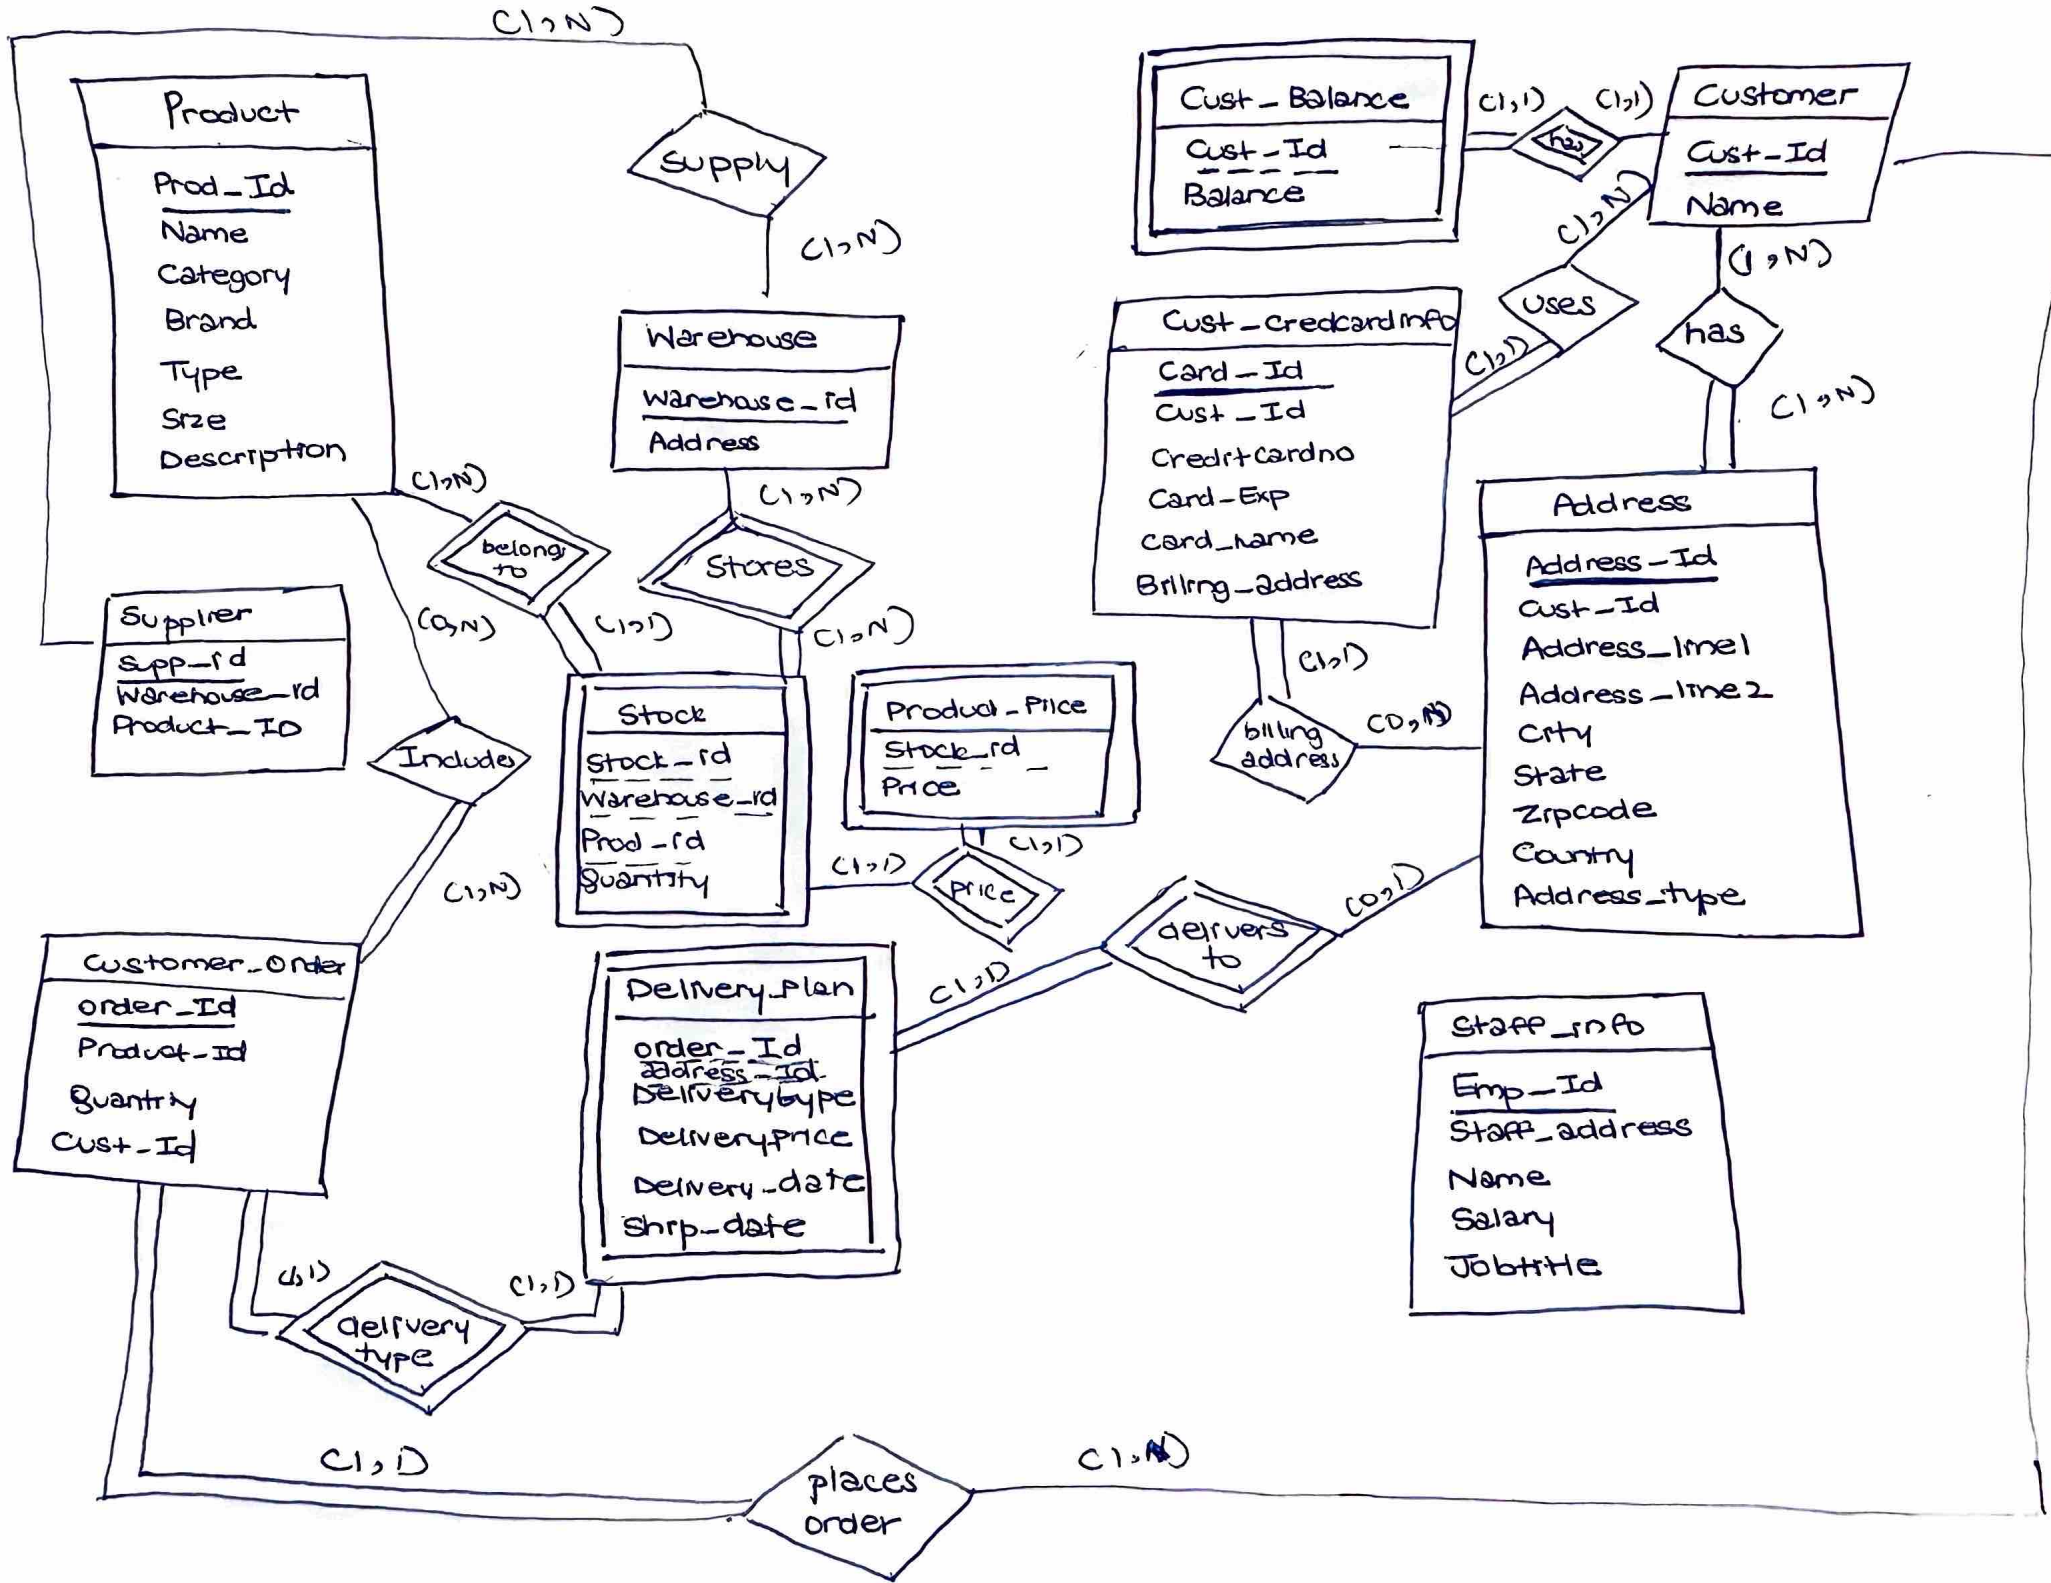 (1,N)
Product
Prod_Id
Name
Category
Brand
Type
Size
Description
Supply
(1,N)
Warehouse
Warehouse_id
Address
(1,N)
(1,N)
belong
to
Stores
(1,1)
(1,N)
(0,N)
Supplier
Supp_id
Warehouse_id
Product_ID
Includes
(1,N)
Stock
Stock_id
Warehouse_id
Prod_id
Quantity
Product_Price
Stock_id
Price
(1,1)
(1,1)
price
Cust_Balance
Cust_Id
Balance
(1,1)
has
(1,1)
Customer
Cust_Id
Name
(1,N)
uses
(1,1)
(1,N)
has
(1,N)
Cust_CredcardInfo
Card_Id
Cust_Id
Creditcardno
Card_Exp
Card_name
Billing_address
(1,1)
billing
address
(0,N)
Address
Address_Id
Cust_Id
Address_line1
Address_line2
City
State
Zipcode
Country
Address_type
(0,1)
delivers
to
(1,1)
Customer_Order
Order_Id
Product_Id
Quantity
Cust_Id
Delivery_Plan
order_Id
address_Id
Deliverytype
Deliveryprice
Delivery_date
Ship_date
Staff_info
Emp_Id
Staff_address
Name
Salary
Jobtitle
(1,1)
delivery
type
(1,1)
(1,1)
places
order
(1,N)